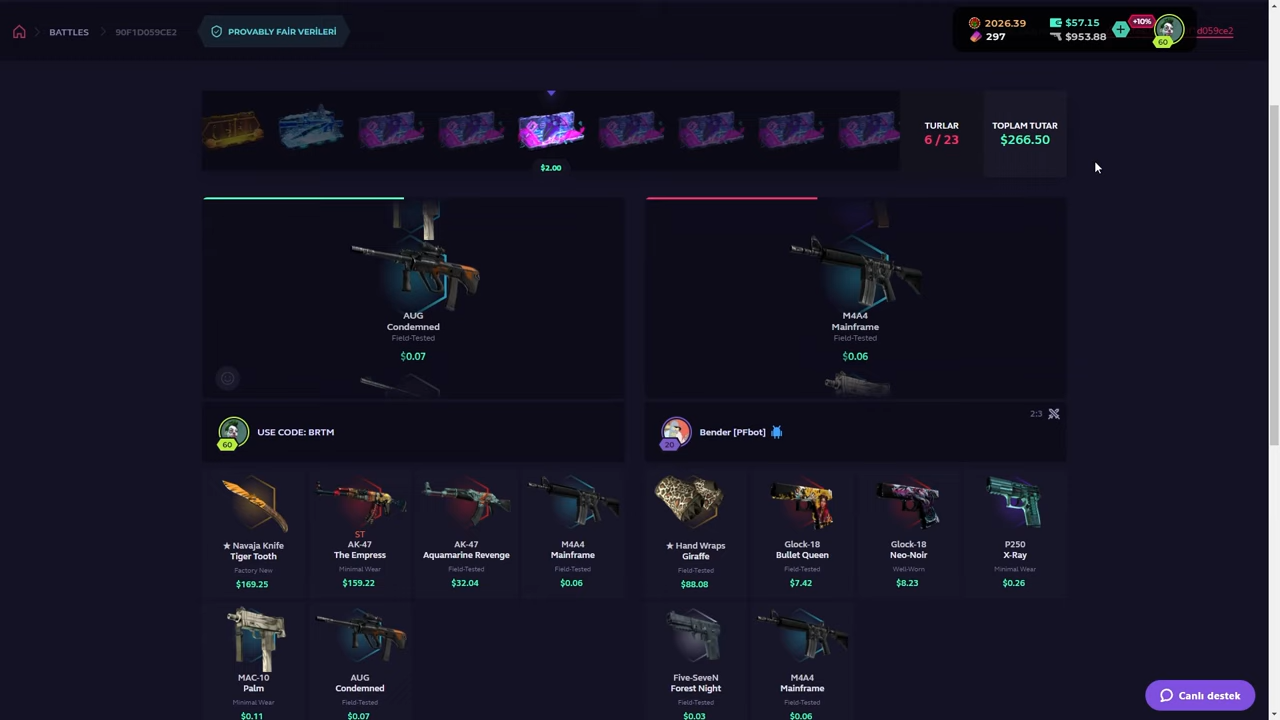 BATTLES
90F1D059CE2
PROVABLY FAİR VERİLERİ
2026.39
297
$57.15
$953.88
+10%
60
d059ce2
TURLAR
6 / 23
TOPLAM TUTAR
$266.50
$2.00
AUG
Condemned
Field-Tested
$0.07
M4A4
Mainframe
Field-Tested
$0.06
60
USE CODE: BRTM
20
Bender [PFbot]
2:3
★ Navaja Knife
Tiger Tooth
Factory New
$169.25
ST
AK-47
The Empress
Minimal Wear
$159.22
AK-47
Aquamarine Revenge
Field-Tested
$32.04
M4A4
Mainframe
Field-Tested
$0.06
★ Hand Wraps
Giraffe
Field-Tested
$88.08
Glock-18
Bullet Queen
Field-Tested
$7.42
Glock-18
Neo-Noir
Well-Worn
$8.23
P250
X-Ray
Minimal Wear
$0.26
MAC-10
Palm
Minimal Wear
$0.11
AUG
Condemned
Field-Tested
$0.07
Five-SeveN
Forest Night
Field-Tested
$0.03
M4A4
Mainframe
Field-Tested
$0.06
Canlı destek